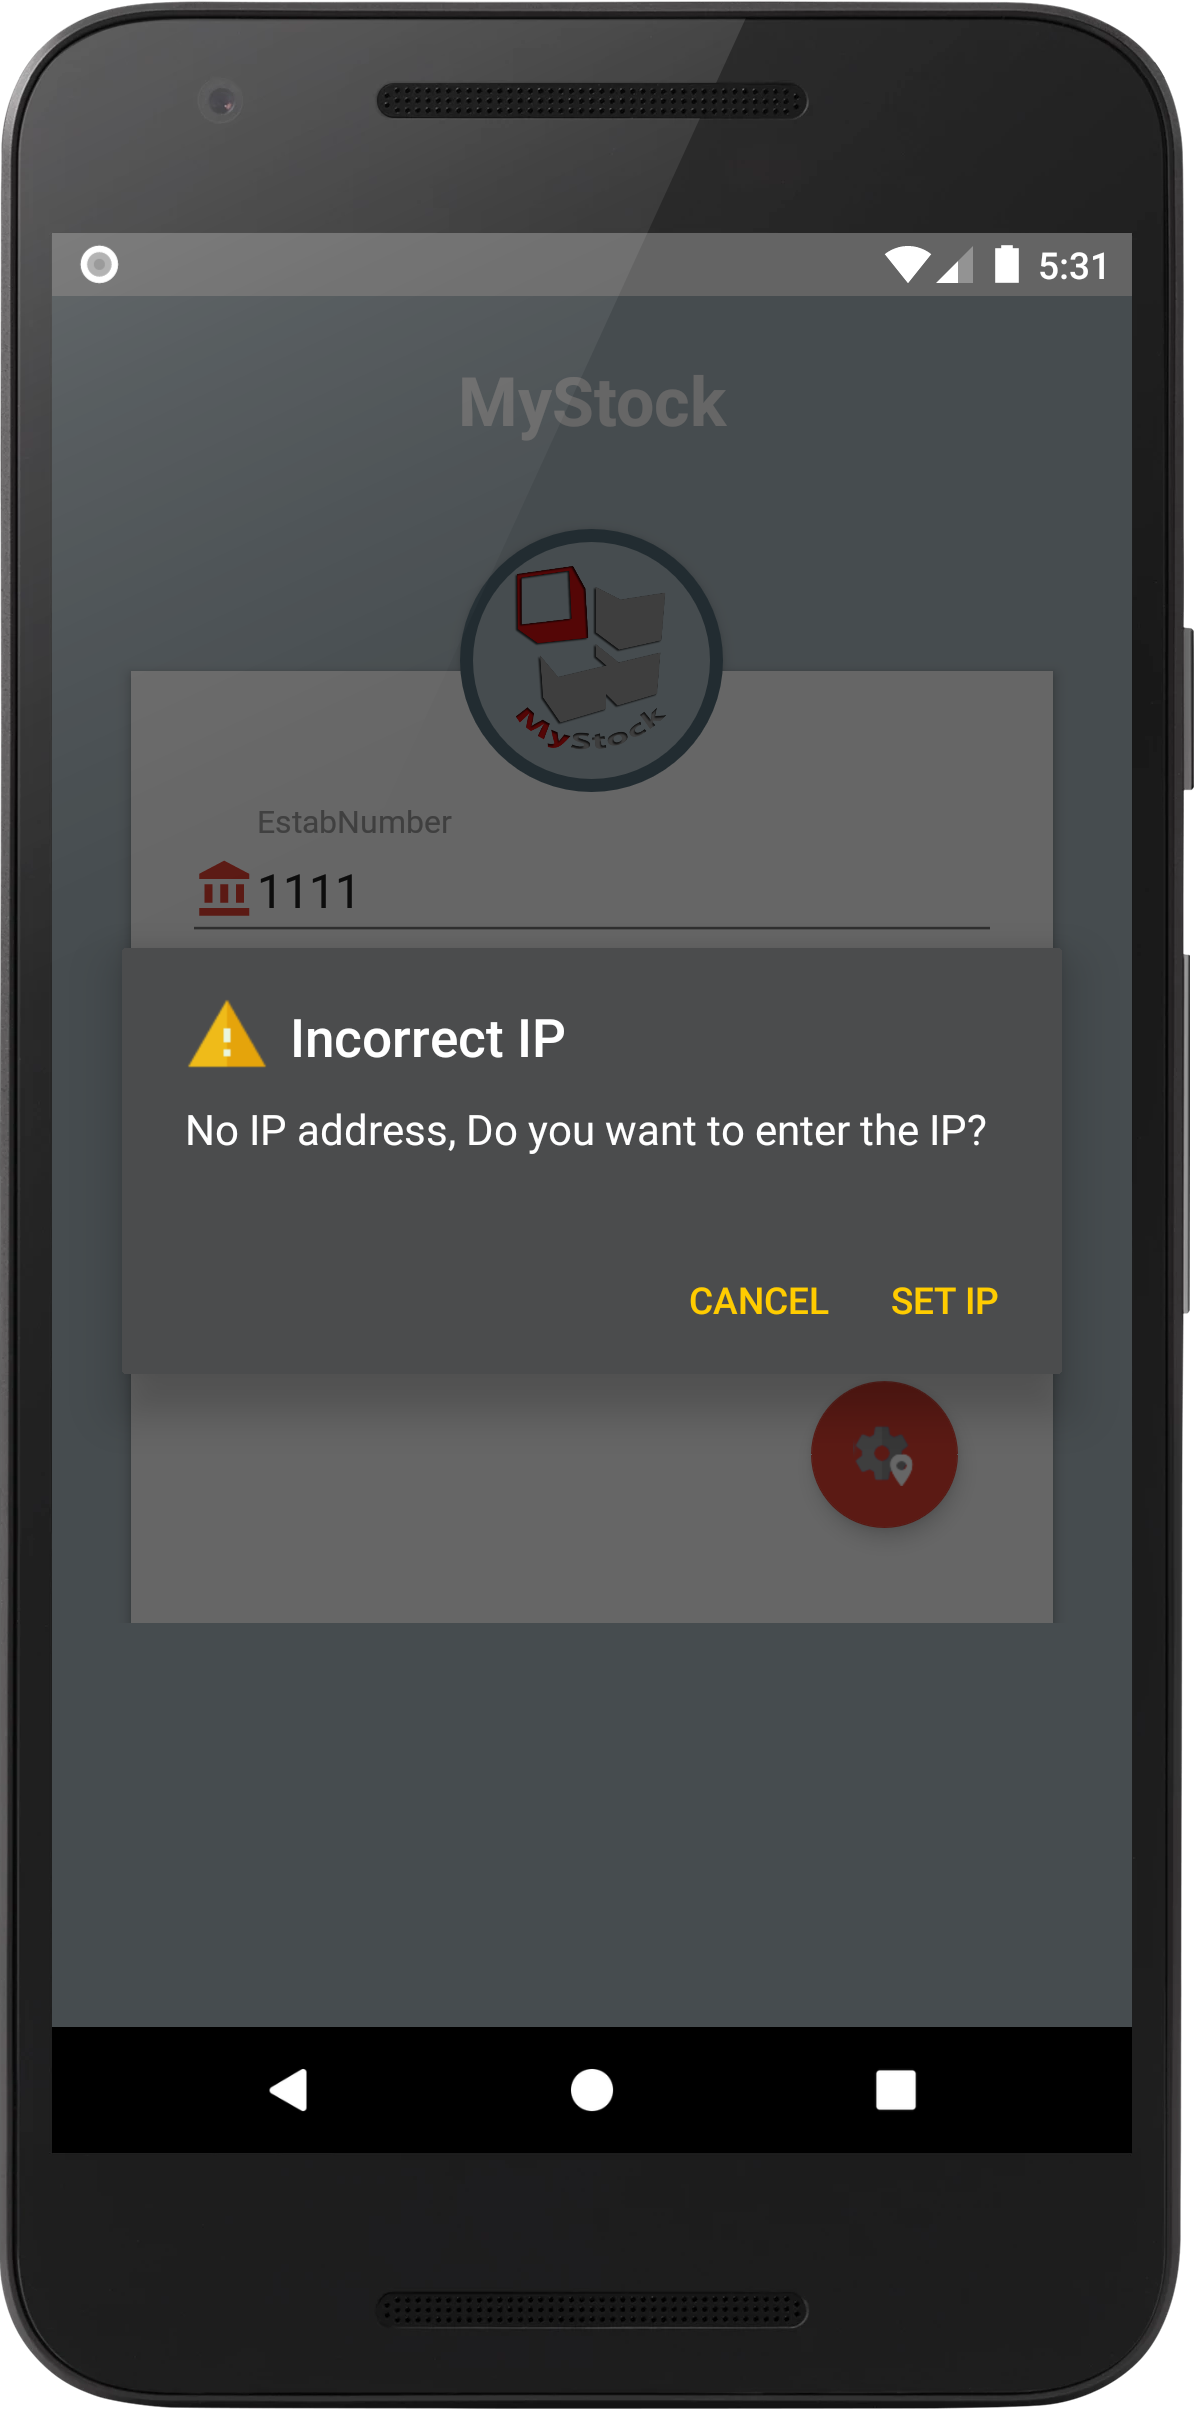 5:31
MyStock
MyStock
EstabNumber
1111
Incorrect IP
No IP address, Do you want to enter the IP?
CANCEL SET IP